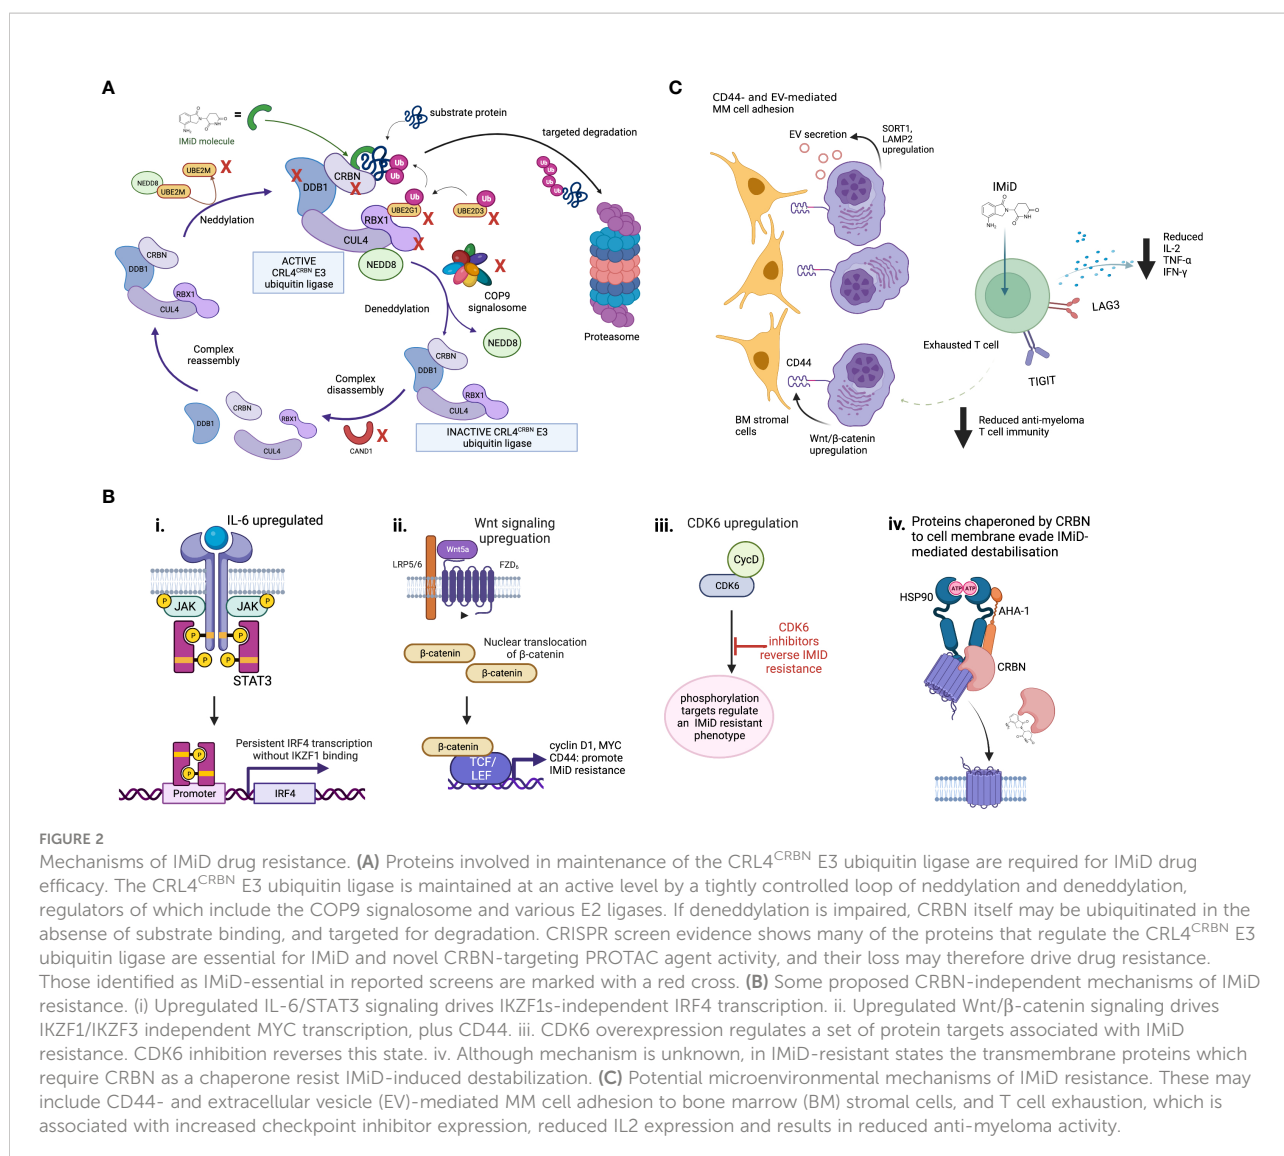 A
IMiD molecule
=
substrate protein
targeted degradation
NEDD8
UBE2M
UBE2M
X
Neddylation
X
DDB1
CRBN
X
Ub
Ub
Ub
UBE2G1
X
Ub
UBE2D3
X
RBX1
X
CUL4
NEDD8
ACTIVE
CRL4CRBN E3
ubiquitin ligase
X
COP9
signalosome
Deneddylation
NEDD8
Ub
Ub
Ub
Ub
Proteasome
CRBN
DDB1
RBX1
CUL4
Complex
reassembly
Complex
disassembly
CRBN
DDB1
RBX1
CUL4
INACTIVE CRL4CRBN E3
ubiquitin ligase
CRBN
DDB1
RBX1
CUL4
X
CAND1
C
CD44- and EV-mediated
MM cell adhesion
EV secretion
SORT1,
LAMP2
upregulation
IMiD
Reduced
IL-2
TNF-α
IFN-γ
LAG3
Exhausted T cell
TIGIT
CD44
BM stromal
cells
Wnt/β-catenin
upregulation
Reduced anti-myeloma
T cell immunity
B
i.
IL-6 upregulated
P
JAK
JAK
P
P
P
P
P
STAT3
Persistent IRF4 transcription
without IKZF1 binding
P
P
Promoter
IRF4
ii.
Wnt signaling
upreguation
LRP5/6
Wnt5a
FZD6
Nuclear translocation
of β-catenin
β-catenin
β-catenin
β-catenin
TCF/
LEF
cyclin D1, MYC
CD44: promote
IMiD resistance
iii.
CDK6 upregulation
CycD
CDK6
CDK6
inhibitors
reverse IMID
resistance
phosphorylation
targets regulate
an IMiD resistant
phenotype
iv.
Proteins chaperoned by CRBN
to cell membrane evade IMiD-
mediated destabilisation
HSP90
ATP
ATP
AHA-1
CRBN
FIGURE 2
Mechanisms of IMiD drug resistance. (A) Proteins involved in maintenance of the CRL4CRBN E3 ubiquitin ligase are required for IMiD drug
efficacy. The CRL4CRBN E3 ubiquitin ligase is maintained at an active level by a tightly controlled loop of neddylation and deneddylation,
regulators of which include the COP9 signalosome and various E2 ligases. If deneddylation is impaired, CRBN itself may be ubiquitinated in the
absence of substrate binding, and targeted for degradation. CRISPR screen evidence shows many of the proteins that regulate the CRL4CRBN E3
ubiquitin ligase are essential for IMiD and novel CRBN-targeting PROTAC agent activity, and their loss may therefore drive drug resistance.
Those identified as IMiD-essential in reported screens are marked with a red cross. (B) Some proposed CRBN-independent mechanisms of IMiD
resistance. (i) Upregulated IL-6/STAT3 signaling drives IKZF1s-independent IRF4 transcription. ii. Upregulated Wnt/β-catenin signaling drives
IKZF1/IKZF3 independent MYC transcription, plus CD44. iii. CDK6 overexpression regulates a set of protein targets associated with IMiD
resistance. CDK6 inhibition reverses this state. iv. Although mechanism is unknown, in IMiD-resistant states the transmembrane proteins which
require CRBN as a chaperone resist IMiD-induced destabilization. (C) Potential microenvironmental mechanisms of IMiD resistance. These may
include CD44- and extracellular vesicle (EV)-mediated MM cell adhesion to bone marrow (BM) stromal cells, and T cell exhaustion, which is
associated with increased checkpoint inhibitor expression, reduced IL2 expression and results in reduced anti-myeloma activity.